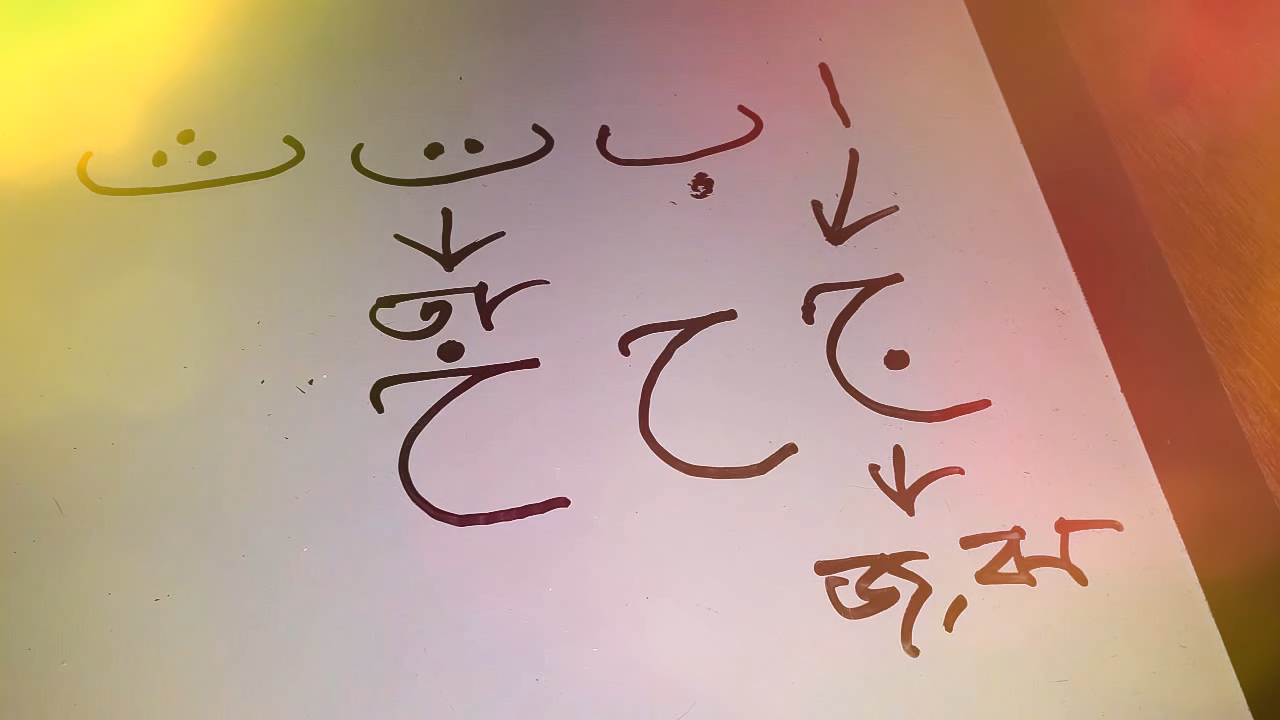 ا ب ت ث
ج ح خ
জ, ঝ